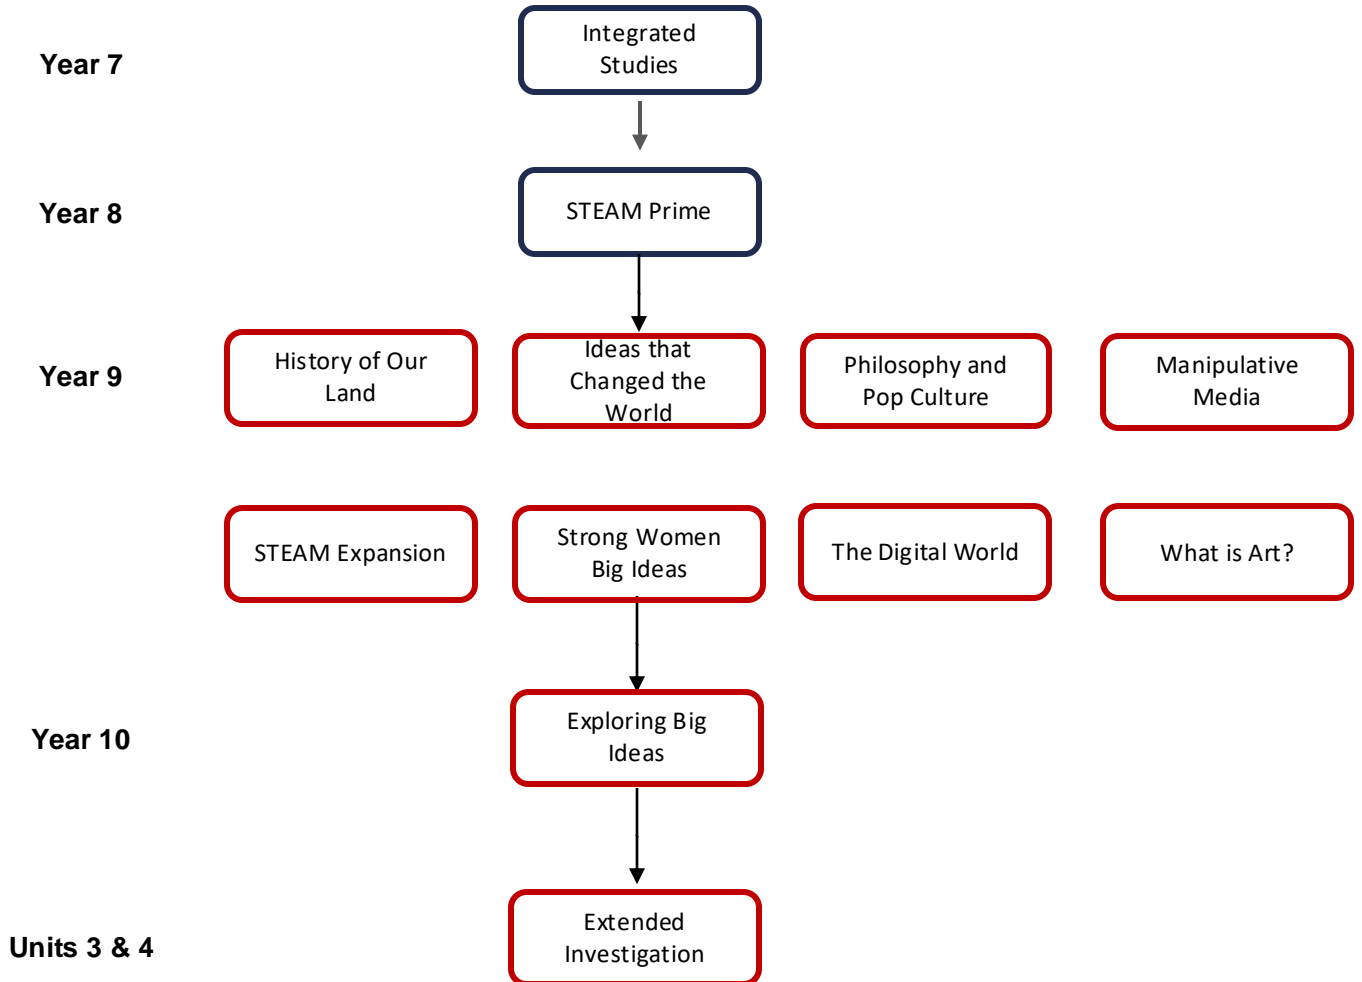 Year 7
Integrated
Studies
Year 8
STEAM Prime
Year 9
History of Our
Land
Ideas that
Changed the
World
Philosophy and
Pop Culture
Manipulative
Media
STEAM Expansion
Strong Women
Big Ideas
The Digital World
What is Art?
Year 10
Exploring Big
Ideas
Units 3 & 4
Extended
Investigation